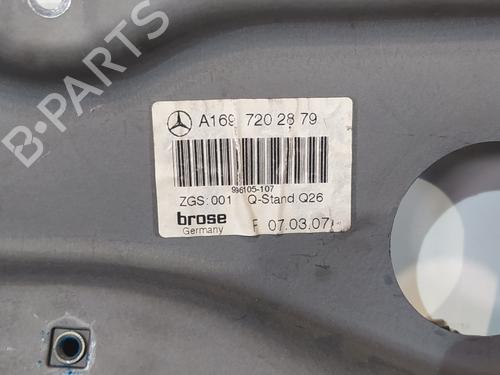 A169 720 28 79
996105-107
ZGS: 001 Q-Stand Q26
brose
Germany F 07.03.07
B-PARTS